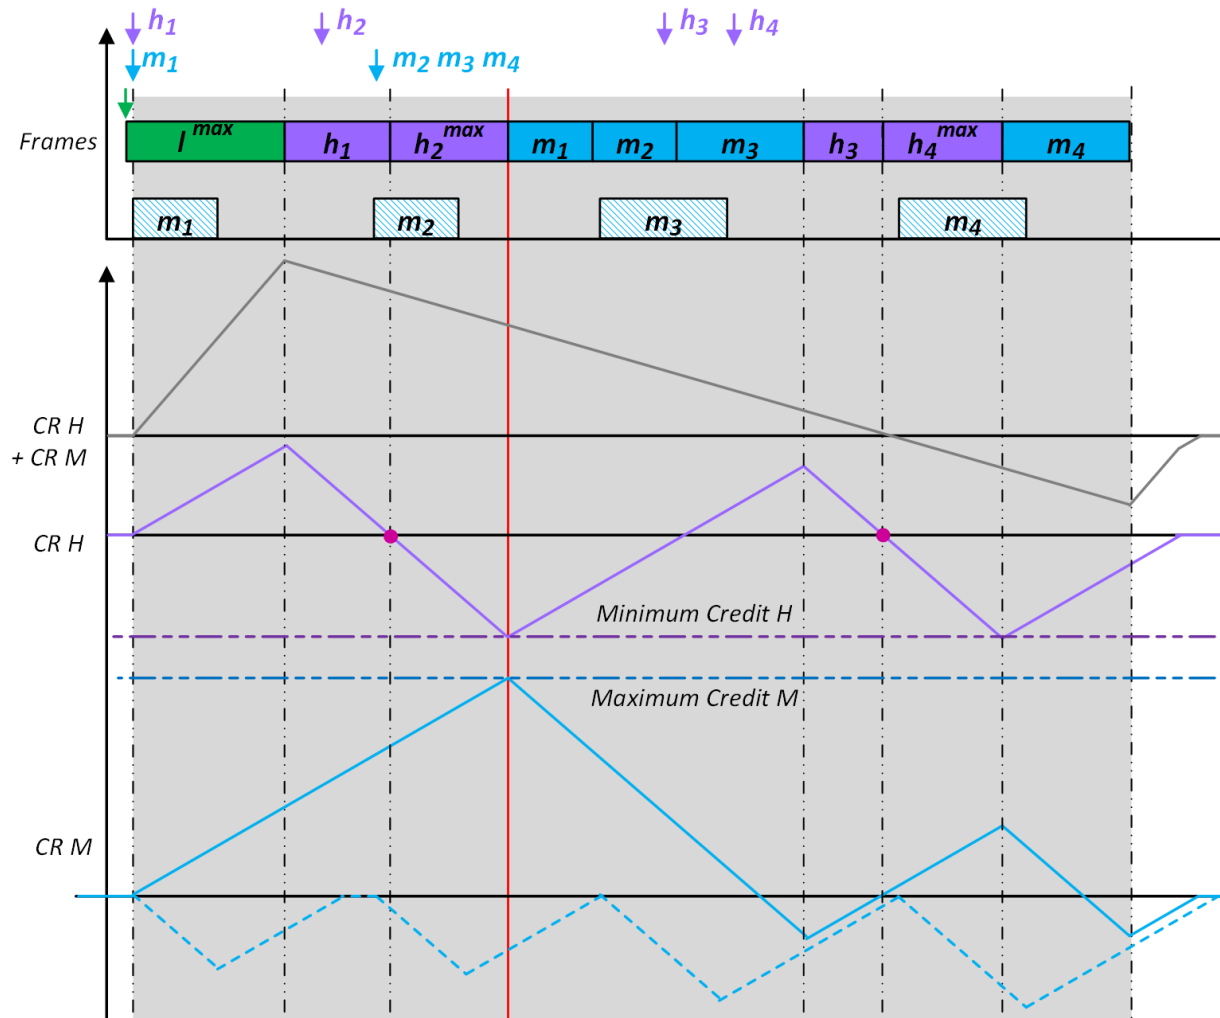 h1 h2 h3 h4
m1 m2 m3 m4
Frames l max h1 h2 max m1 m2 m3 h3 h4 max m4
m1 m2 m3 m4
CR H
+ CR M
CR H
Minimum Credit H
Maximum Credit M
CR M